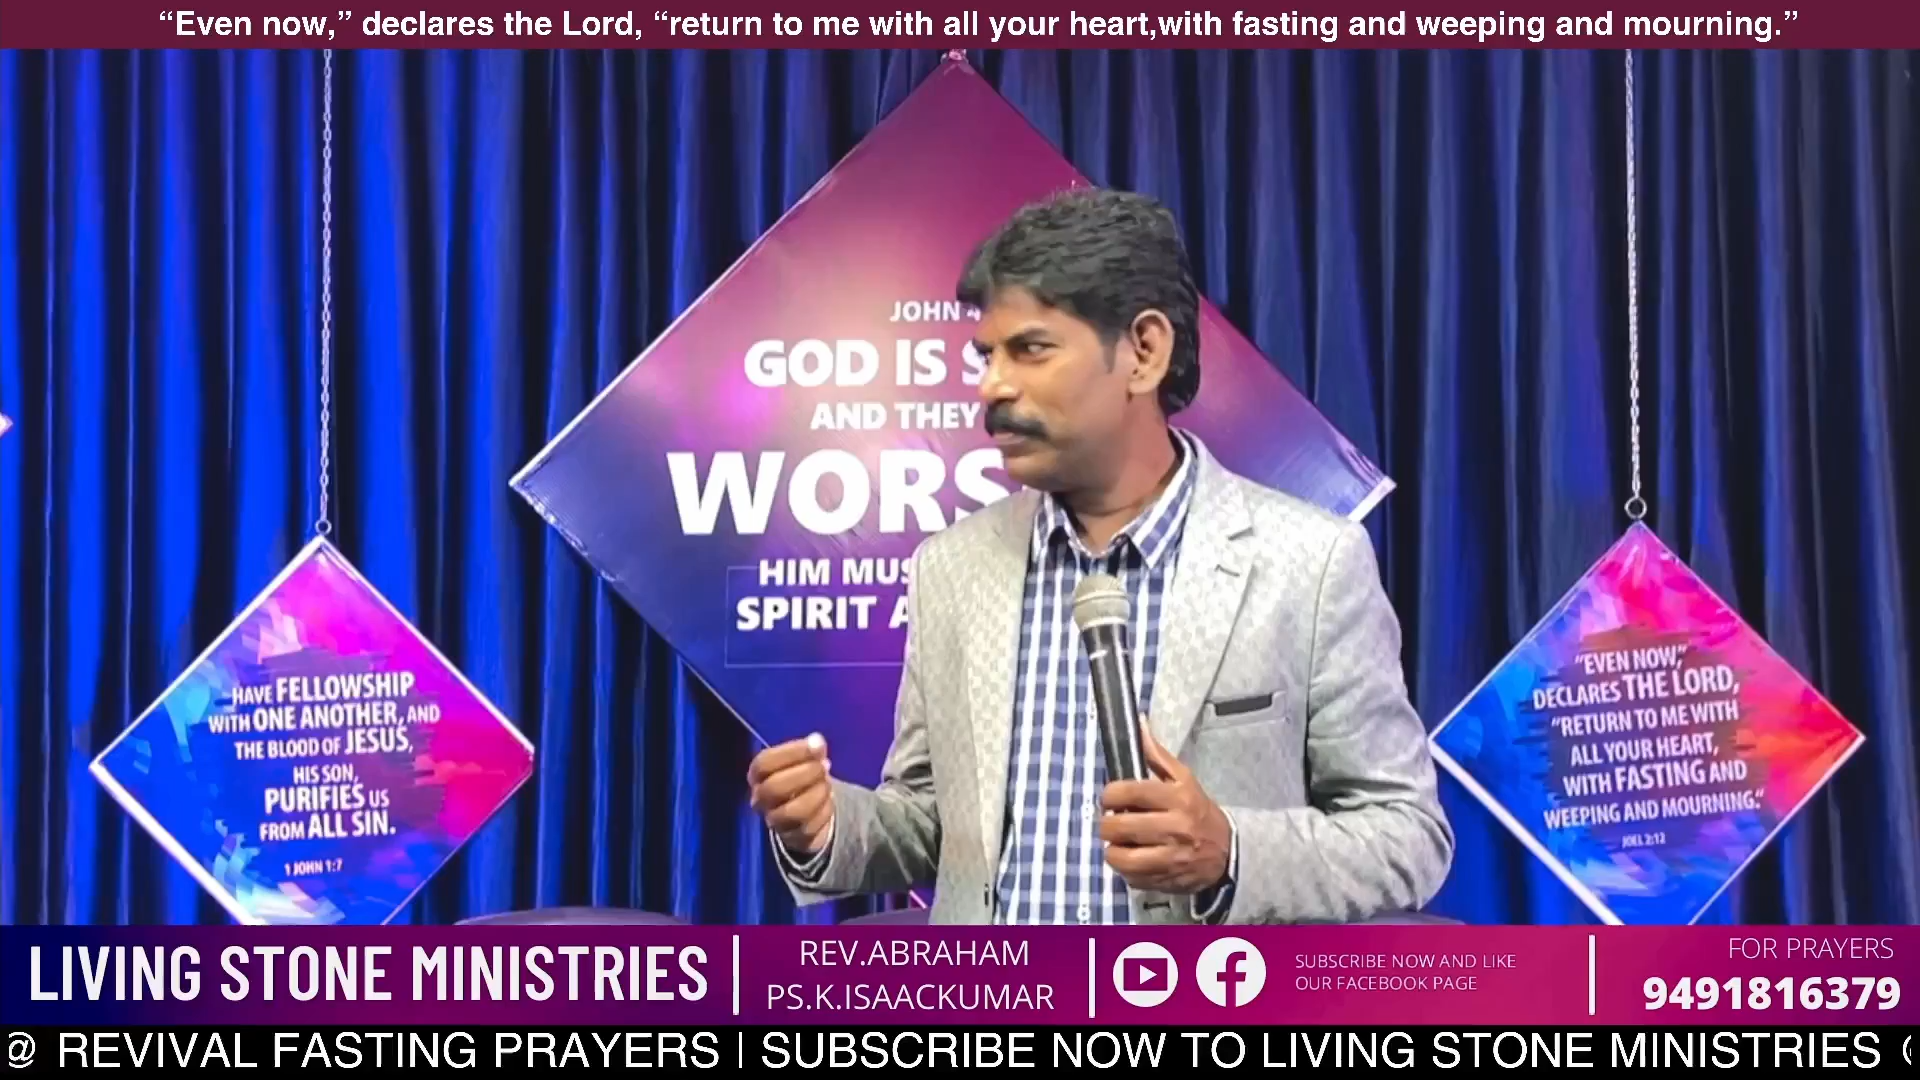 “Even now,” declares the Lord, “return to me with all your heart,with fasting and weeping and mourning.”
JOHN
GOD IS
AND THEY
HIM
SPIRIT
HAVE FELLOWSHIP
WITH ONE ANOTHER, AND
THE BLOOD OF JESUS,
HIS SON,
PURIFIES US
FROM ALL SIN.
1 JOHN 1:7
“EVEN NOW,”
DECLARES THE LORD,
“RETURN TO ME WITH
ALL YOUR HEART,
WITH FASTING AND
WEEPING AND MOURNING.”
JOEL 2:12
LIVING STONE MINISTRIES
REV.ABRAHAM
PS.K.ISAACKUMAR
SUBSCRIBE NOW AND LIKE
OUR FACEBOOK PAGE
FOR PRAYERS
9491816379
@ REVIVAL FASTING PRAYERS | SUBSCRIBE NOW TO LIVING STONE MINISTRIES